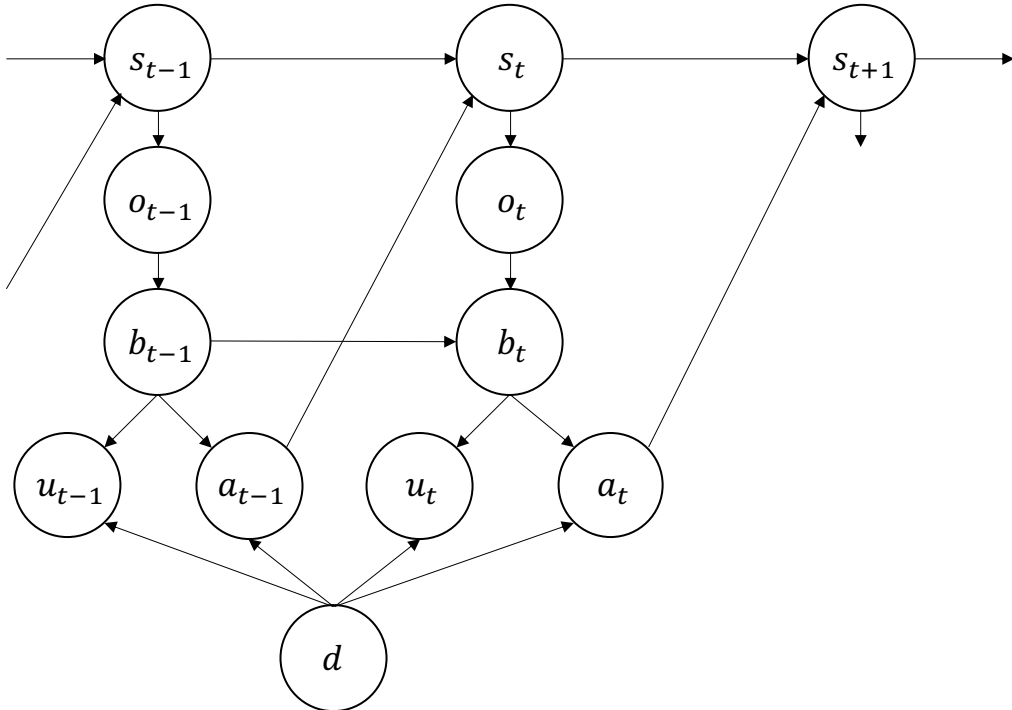 s_{t−1} s_t s_{t+1}
o_{t−1} o_t
b_{t−1} b_t
u_{t−1} a_{t−1} u_t a_t
d